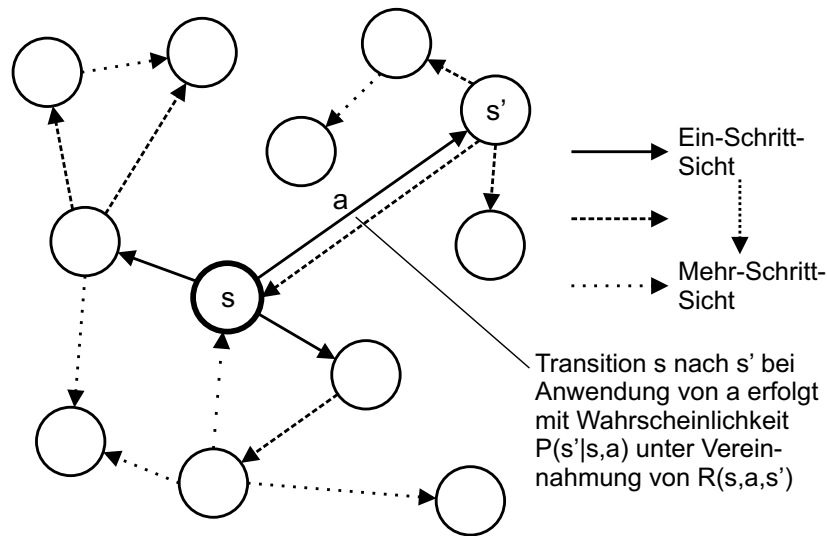 s'
Ein-Schritt-
Sicht
a
Mehr-Schritt-
Sicht
s
Transition s nach s' bei
Anwendung von a erfolgt
mit Wahrscheinlichkeit
P(s'|s,a) unter Verein-
nahmung von R(s,a,s')